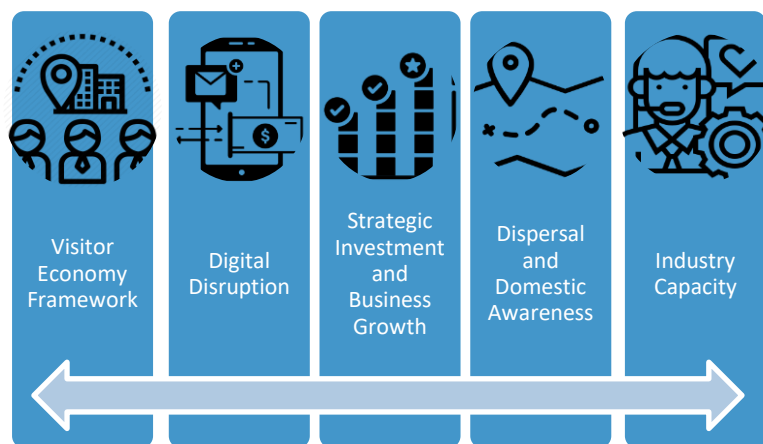 Visitor
Economy
Framework
Digital
Disruption
Strategic
Investment
and
Business
Growth
Dispersal
and
Domestic
Awareness
Industry
Capacity
$